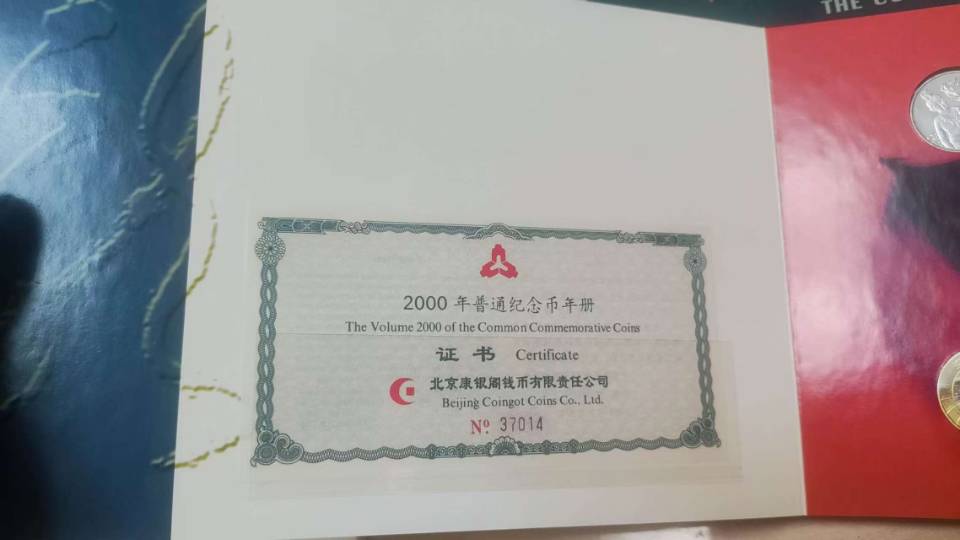 THE CO
2000 年普通纪念币年册
The Volume 2000 of the Common Commemorative Coins
证书 Certificate
北京康银阁钱币有限责任公司
Beijing Coingot Coins Co., Ltd.
Nº 37014